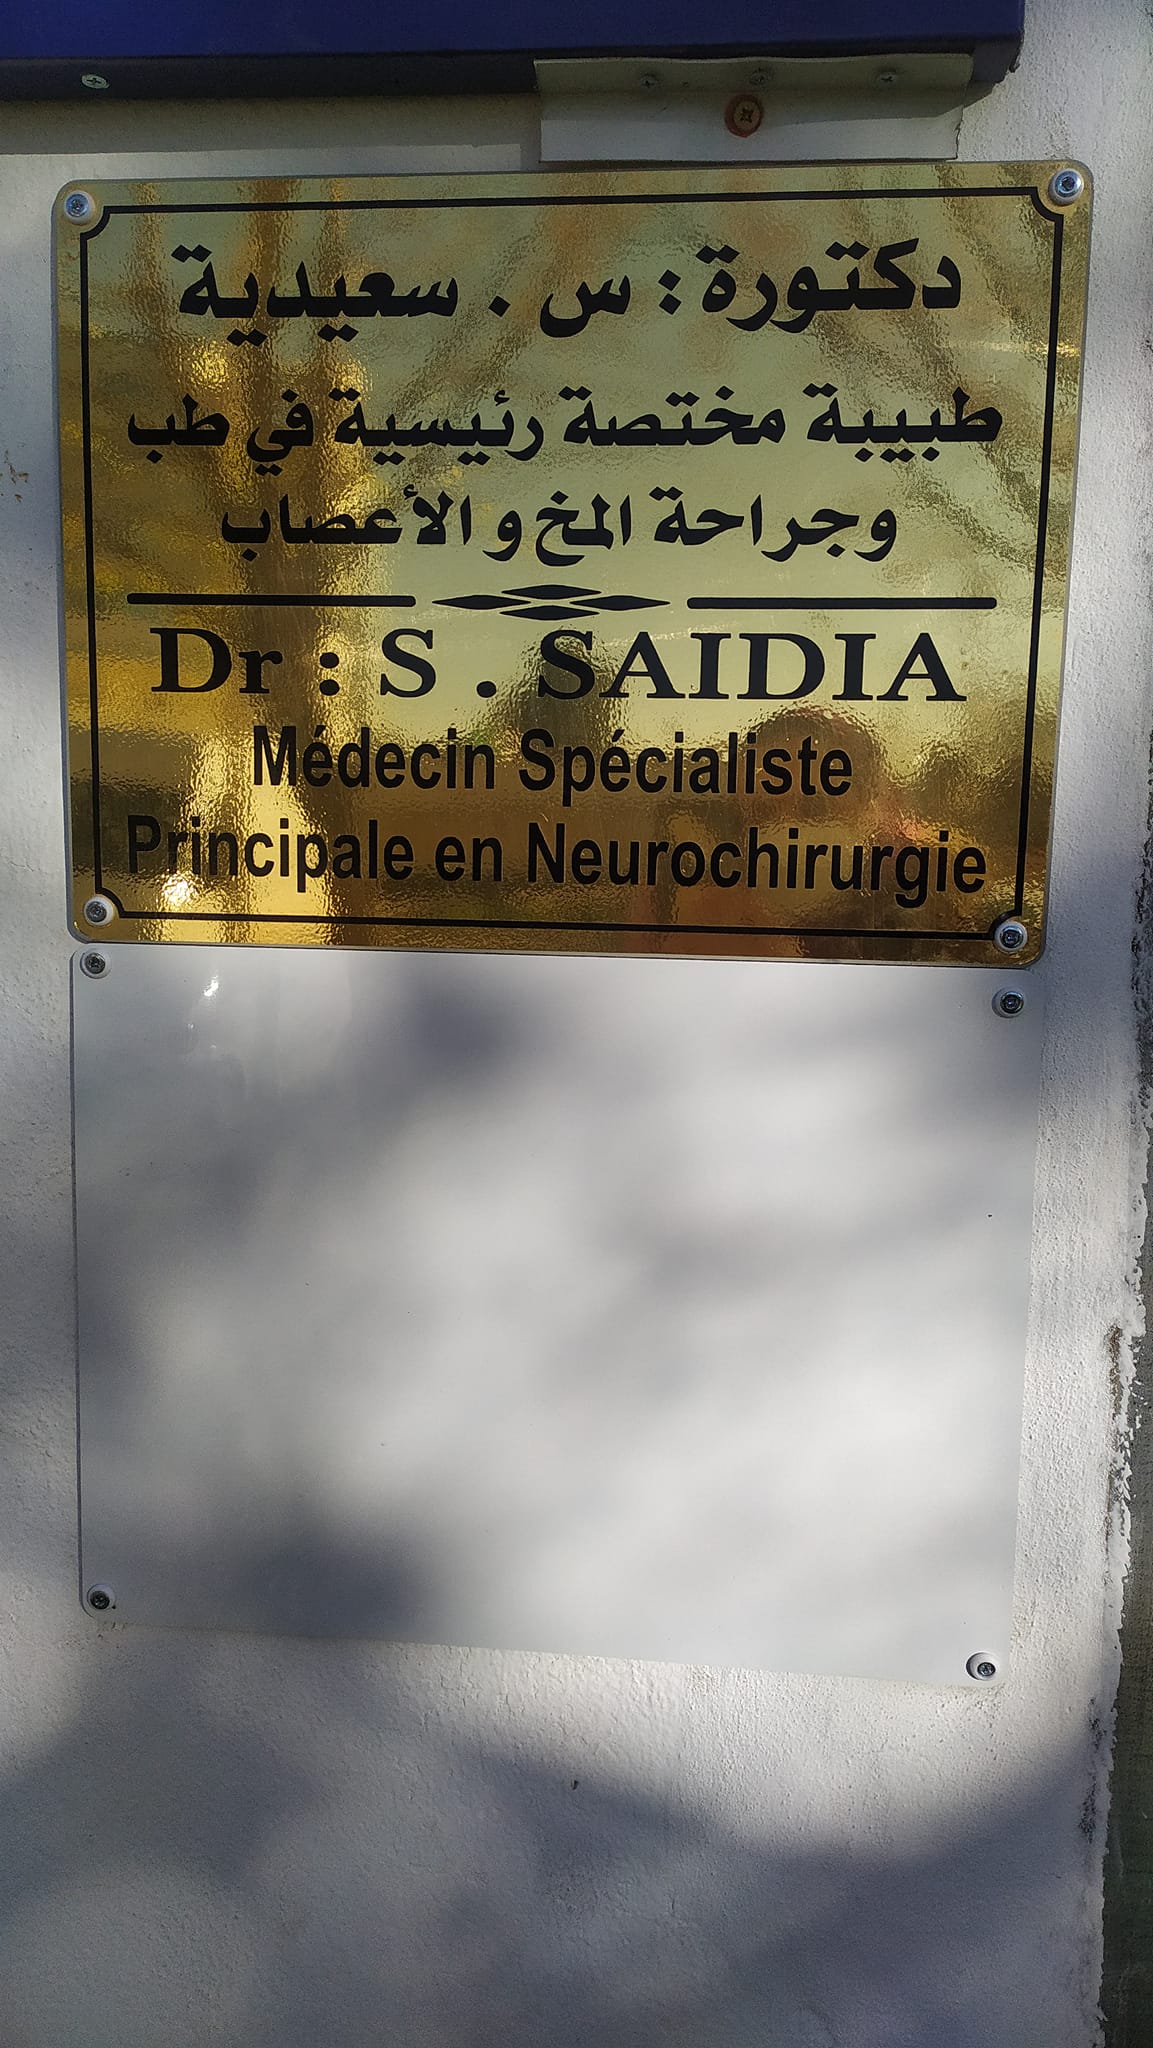 دكتورة : س . سعيدية
طبيبة مختصة رئيسية في طب
وجراحة المخ و الأعصاب
Dr : S . SAIDIA
Médecin Spécialiste
Principale en Neurochirurgie